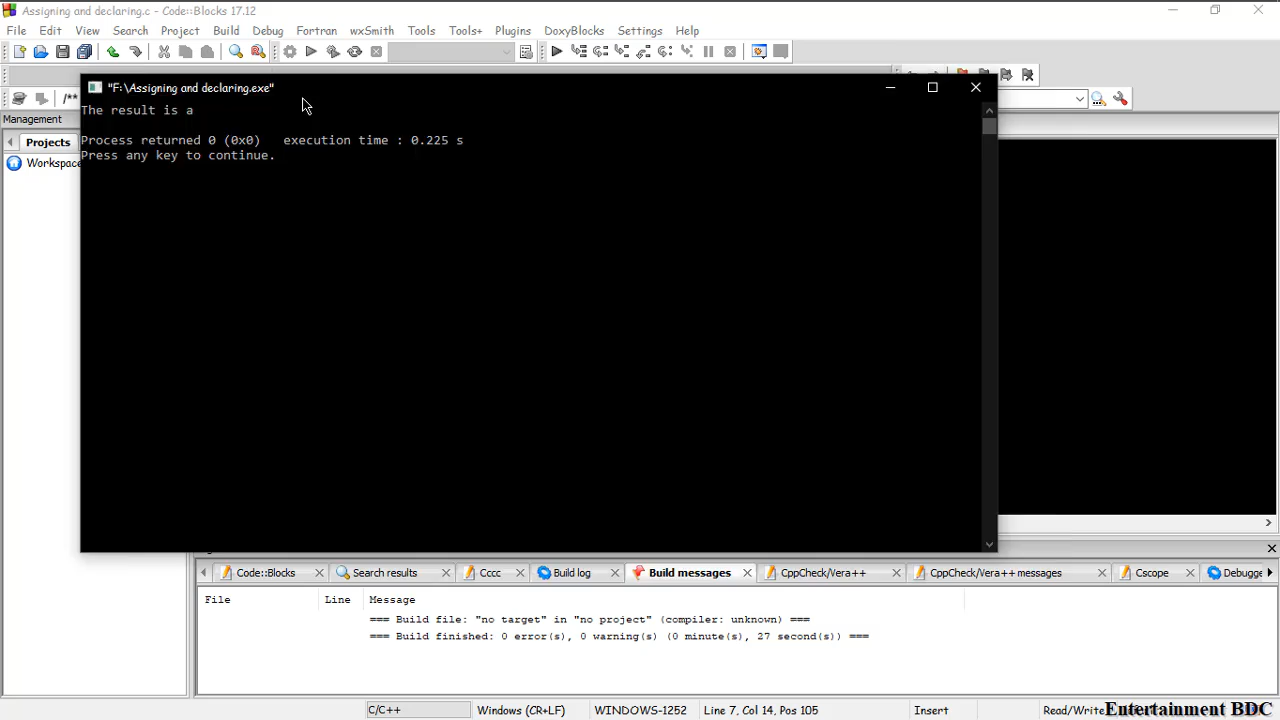 Assigning and declaring.c - Code::Blocks 17.12
File Edit View Search Project Build Debug Fortran wxSmith Tools Tools+ Plugins DoxyBlocks Settings Help
"F:\Assigning and declaring.exe"
/**
The result is a
Management
Process returned 0 (0x0)   execution time : 0.225 s
Projects
Press any key to continue.
Workspace
Code::Blocks Search results Cccc Build log Build messages CppCheck/Vera++ CppCheck/Vera++ messages Cscope Debugge
File Line Message
=== Build file: "no target" in "no project" (compiler: unknown) ===
=== Build finished: 0 error(s), 0 warning(s) (0 minute(s), 27 second(s)) ===
C/C++ Windows (CR+LF) WINDOWS-1252 Line 7, Col 14, Pos 105 Insert Read/Write
Entertainment BDC